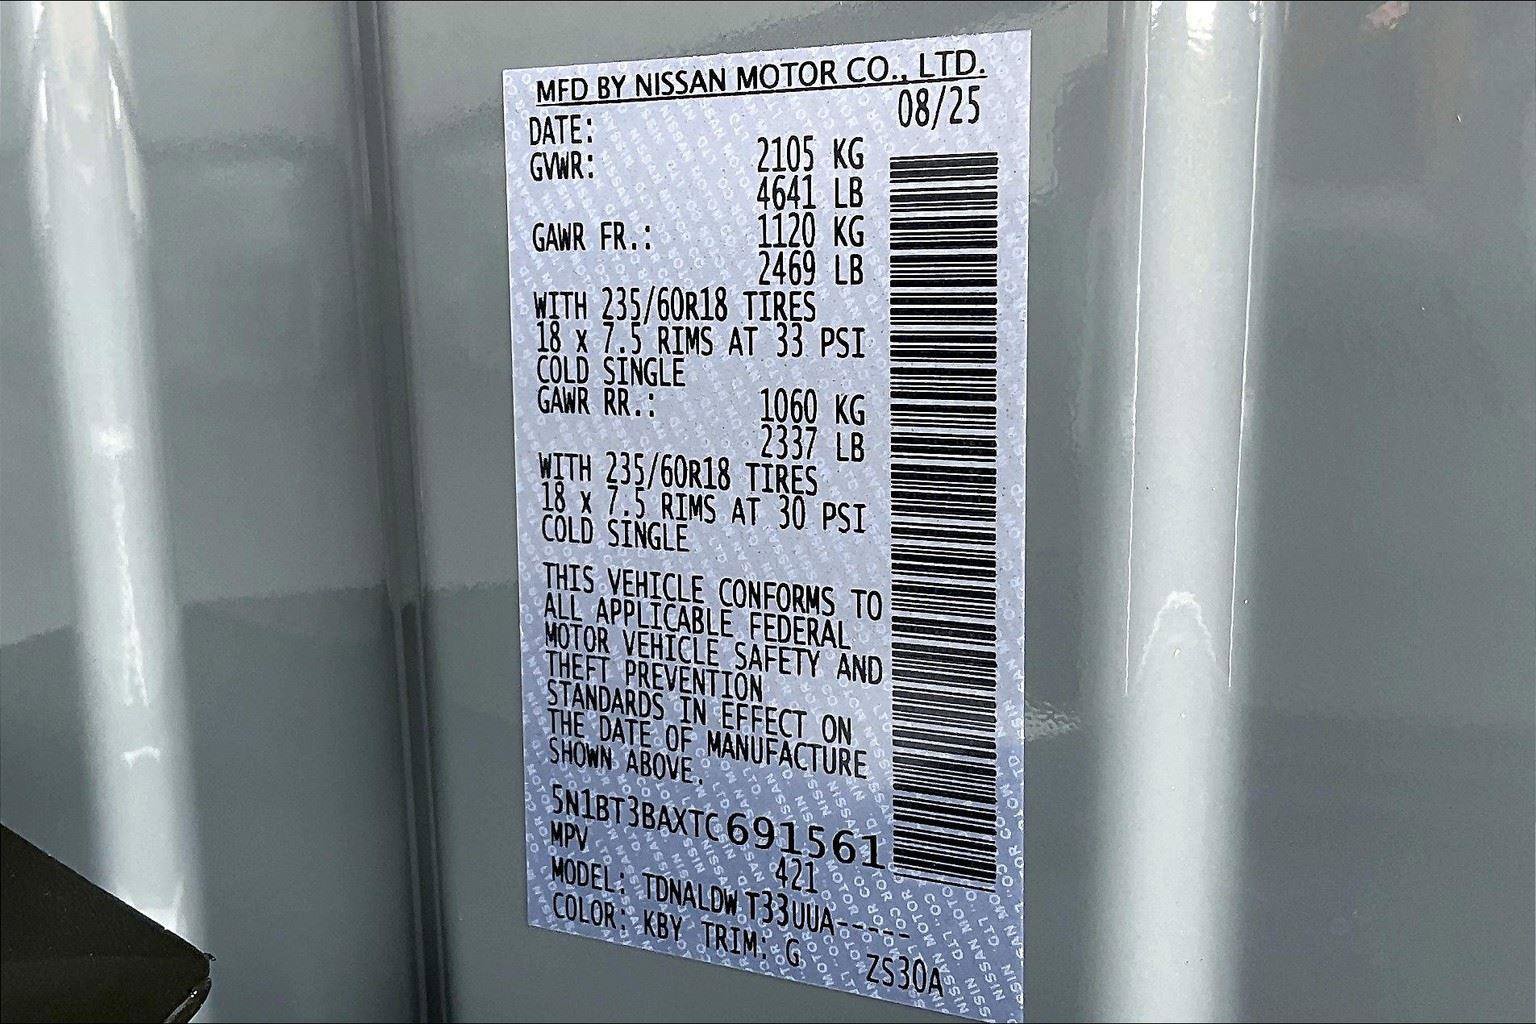 MFD BY NISSAN MOTOR CO., LTD.
DATE: 08/25
GVWR: 2105 KG
4641 LB
GAWR FR.: 1120 KG
2469 LB
WITH 235/60R18 TIRES
18 x 7.5 RIMS AT 33 PSI
COLD SINGLE
GAWR RR.: 1060 KG
2337 LB
WITH 235/60R18 TIRES
18 x 7.5 RIMS AT 30 PSI
COLD SINGLE
THIS VEHICLE CONFORMS TO
ALL APPLICABLE FEDERAL
MOTOR VEHICLE SAFETY AND
THEFT PREVENTION
STANDARDS IN EFFECT ON
THE DATE OF MANUFACTURE
SHOWN ABOVE.
5N1BT3BAXTC691561
MPV 421
MODEL: TDNALDWT33UUA-----
COLOR: KBY TRIM: G ZS30A